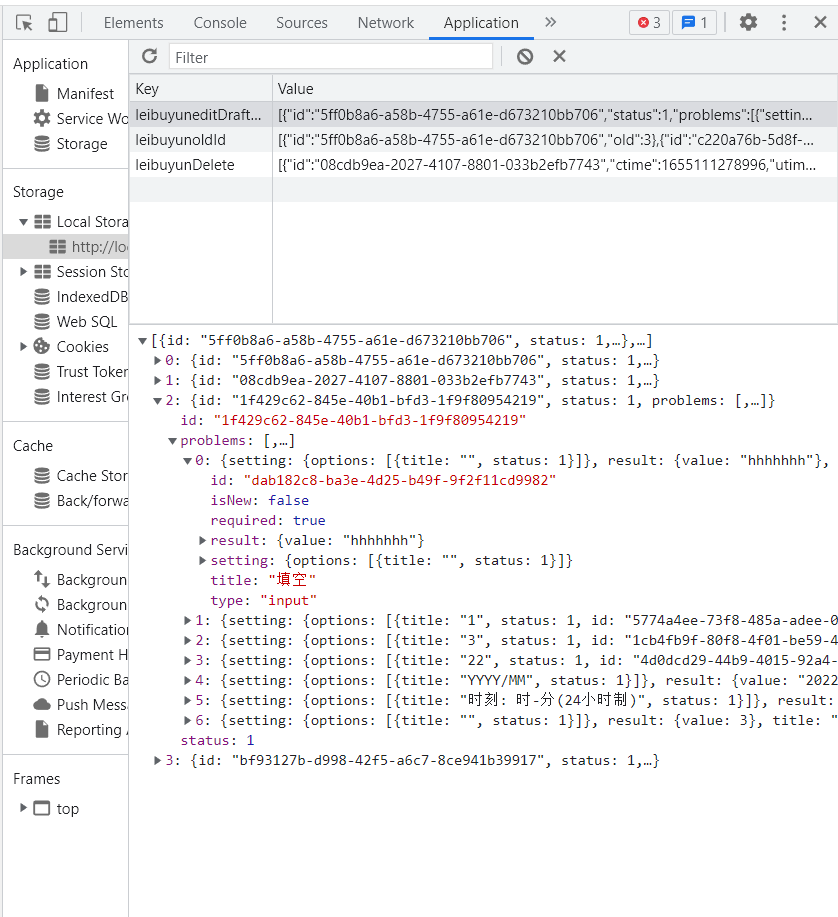 Elements Console Sources Network Application 3 1
Application
Manifest
Service Wo
Storage
Storage
Local Stora
http://lo
Session Sto
IndexedDB
Web SQL
Cookies
Trust Token
Interest Gro
Cache
Cache Stor
Back/forwa
Background Servi
Backgroun
Backgroun
Notification
Payment H
Periodic Ba
Push Messa
Reporting A
Frames
top
Filter
Key Value
leibuyuneditDraft... [{"id":"5ff0b8a6-a58b-4755-a61e-d673210bb706","status":1,"problems":[{"settin...
leibuyunoldId [{"id":"5ff0b8a6-a58b-4755-a61e-d673210bb706","old":3},{"id":"c220a76b-5d8f-...
leibuyunDelete [{"id":"08cdb9ea-2027-4107-8801-033b2efb7743","ctime":1655111278996,"utim...
[{id: "5ff0b8a6-a58b-4755-a61e-d673210bb706", status: 1,…},…]
0: {id: "5ff0b8a6-a58b-4755-a61e-d673210bb706", status: 1,…}
1: {id: "08cdb9ea-2027-4107-8801-033b2efb7743", status: 1,…}
2: {id: "1f429c62-845e-40b1-bfd3-1f9f80954219", status: 1, problems: [,…]}
id: "1f429c62-845e-40b1-bfd3-1f9f80954219"
problems: [,…]
0: {setting: {options: [{title: "", status: 1}]}, result: {value: "hhhhhhh"},
id: "dab182c8-ba3e-4d25-b49f-9f2f11cd9982"
isNew: false
required: true
result: {value: "hhhhhhh"}
setting: {options: [{title: "", status: 1}]}
title: "填空"
type: "input"
1: {setting: {options: [{title: "1", status: 1, id: "5774a4ee-73f8-485a-adee-0
2: {setting: {options: [{title: "3", status: 1, id: "1cb4fb9f-80f8-4f01-be59-4
3: {setting: {options: [{title: "22", status: 1, id: "4d0dcd29-44b9-4015-92a4-
4: {setting: {options: [{title: "YYYY/MM", status: 1}]}, result: {value: "2022
5: {setting: {options: [{title: "时刻: 时-分(24小时制)", status: 1}]}, result
6: {setting: {options: [{title: "", status: 1}]}, result: {value: 3}, title: "
status: 1
3: {id: "bf93127b-d998-42f5-a6c7-8ce941b39917", status: 1,…}